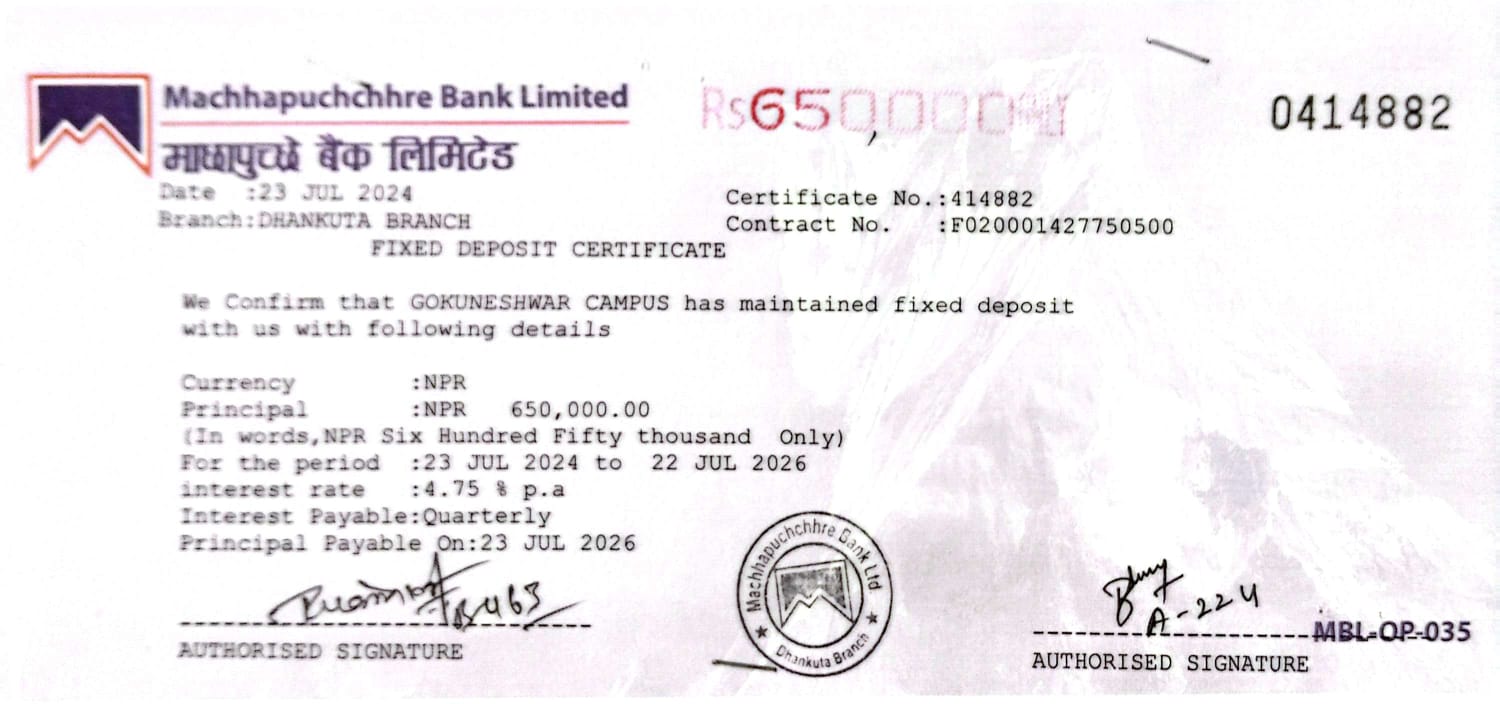 Machhapuchchhre Bank Limited
माछापुच्छ्रे बैंक लिमिटेड
Rs650,000
0414882
Date :23 JUL 2024
Branch:DHANKUTA BRANCH
Certificate No.:414882
Contract No. :F020001427750500
FIXED DEPOSIT CERTIFICATE
We Confirm that GOKUNESHWAR CAMPUS has maintained fixed deposit
with us with following details
Currency :NPR
Principal :NPR 650,000.00
(In words,NPR Six Hundred Fifty thousand Only)
For the period :23 JUL 2024 to 22 JUL 2026
interest rate :4.75 % p.a
Interest Payable:Quarterly
Principal Payable On:23 JUL 2026
Machhapuchchhre Bank Ltd
Dhankuta Branch
A-224
MBL-OP-035
AUTHORISED SIGNATURE
AUTHORISED SIGNATURE